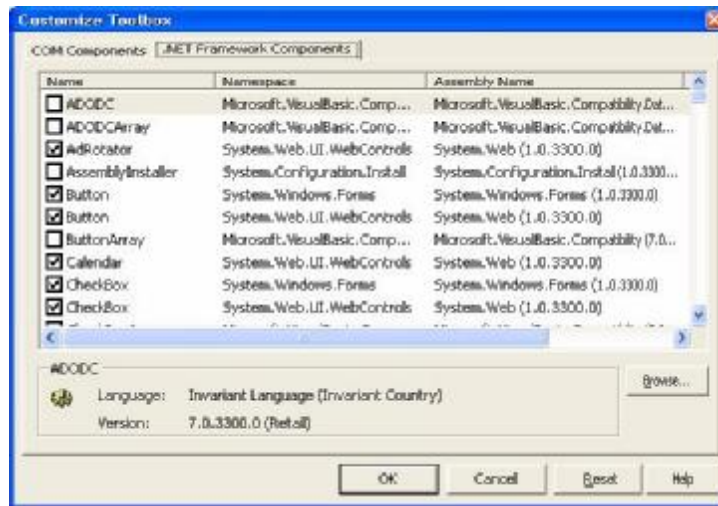 Customize Toolbox
COM Components .NET Framework Components
Name Namespace Assembly Name
ADODC Microsoft.VisualBasic.Comp... Microsoft.VisualBasic.Compatibility.Dat...
ADODCArray Microsoft.VisualBasic.Comp... Microsoft.VisualBasic.Compatibility.Dat...
AdRotator System.Web.UI.WebControls System.Web (1.0.3300.0)
AssemblyInstaller System.Configuration.Install System.Configuration.Install (1.0.3300...
Button System.Windows.Forms System.Windows.Forms (1.0.3300.0)
Button System.Web.UI.WebControls System.Web (1.0.3300.0)
ButtonArray Microsoft.VisualBasic.Comp... Microsoft.VisualBasic.Compatibility (7.0...
Calendar System.Web.UI.WebControls System.Web (1.0.3300.0)
CheckBox System.Windows.Forms System.Windows.Forms (1.0.3300.0)
CheckBox System.Web.UI.WebControls System.Web (1.0.3300.0)
ADODC
Language: Invariant Language (Invariant Country)
Browse...
Version: 7.0.3300.0 (Retail)
OK Cancel Reset Help